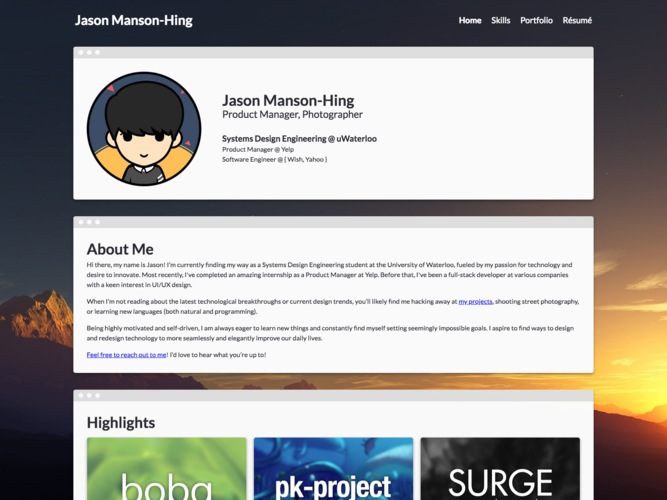 Jason Manson-Hing
Home Skills Portfolio Résumé
Jason Manson-Hing
Product Manager, Photographer
Systems Design Engineering @ uWaterloo
Product Manager @ Yelp
Software Engineer @ { Wish, Yahoo }
About Me
Hi there, my name is Jason! I'm currently finding my way as a Systems Design Engineering student at the University of Waterloo, fueled by my passion for technology and
desire to innovate. Most recently, I've completed an amazing internship as a Product Manager at Yelp. Before that, I've been a full-stack developer at various companies
with a keen interest in UI/UX design.
When I'm not reading about the latest technological breakthroughs or current design trends, you'll likely find me hacking away at my projects, shooting street photography,
or learning new languages (both natural and programming).
Being highly motivated and self-driven, I am always eager to learn new things and constantly find myself setting seemingly impossible goals. I aspire to find ways to design
and redesign technology to more seamlessly and elegantly improve our daily lives.
Feel free to reach out to me! I'd love to hear what you're up to!
Highlights
boba
pk-project
SURGE